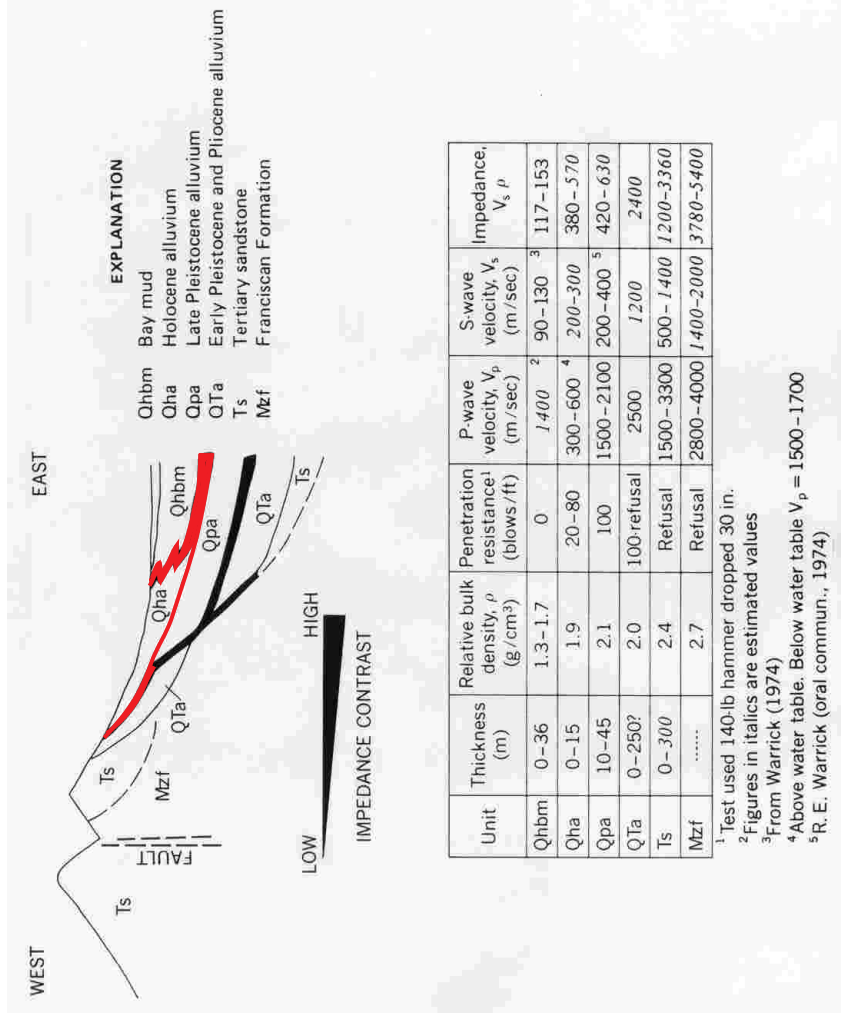 WEST
EAST
Ts
FAULT
Ts
Mzf
QTa
Qha
Qhbm
Qpa
QTa
Ts
LOW
HIGH
IMPEDANCE CONTRAST
EXPLANATION
Qhbm Bay mud
Qha Holocene alluvium
Qpa Late Pleistocene alluvium
QTa Early Pleistocene and Pliocene alluvium
Ts Tertiary sandstone
Mzf Franciscan Formation
Unit Thickness (m) Relative bulk density, ρ (g/cm³) Penetration resistance¹ (blows/ft) P-wave velocity, Vp (m/sec) S-wave velocity, Vs (m/sec) Impedance, Vs ρ
Qhbm 0-36 1.3-1.7 0 1400 ² 90-130 ³ 117-153
Qha 0-15 1.9 20-80 300-600 ⁴ 200-300 380-570
Qpa 10-45 2.1 100 1500-2100 200-400 ⁵ 420-630
QTa 0-250? 2.0 100-refusal 2500 1200 2400
Ts 0-300 2.4 Refusal 1500-3300 500-1400 1200-3360
Mzf ...... 2.7 Refusal 2800-4000 1400-2000 3780-5400
¹Test used 140-lb hammer dropped 30 in.
²Figures in italics are estimated values
³From Warrick (1974)
⁴Above water table. Below water table Vp = 1500-1700
⁵R. E. Warrick (oral commun., 1974)